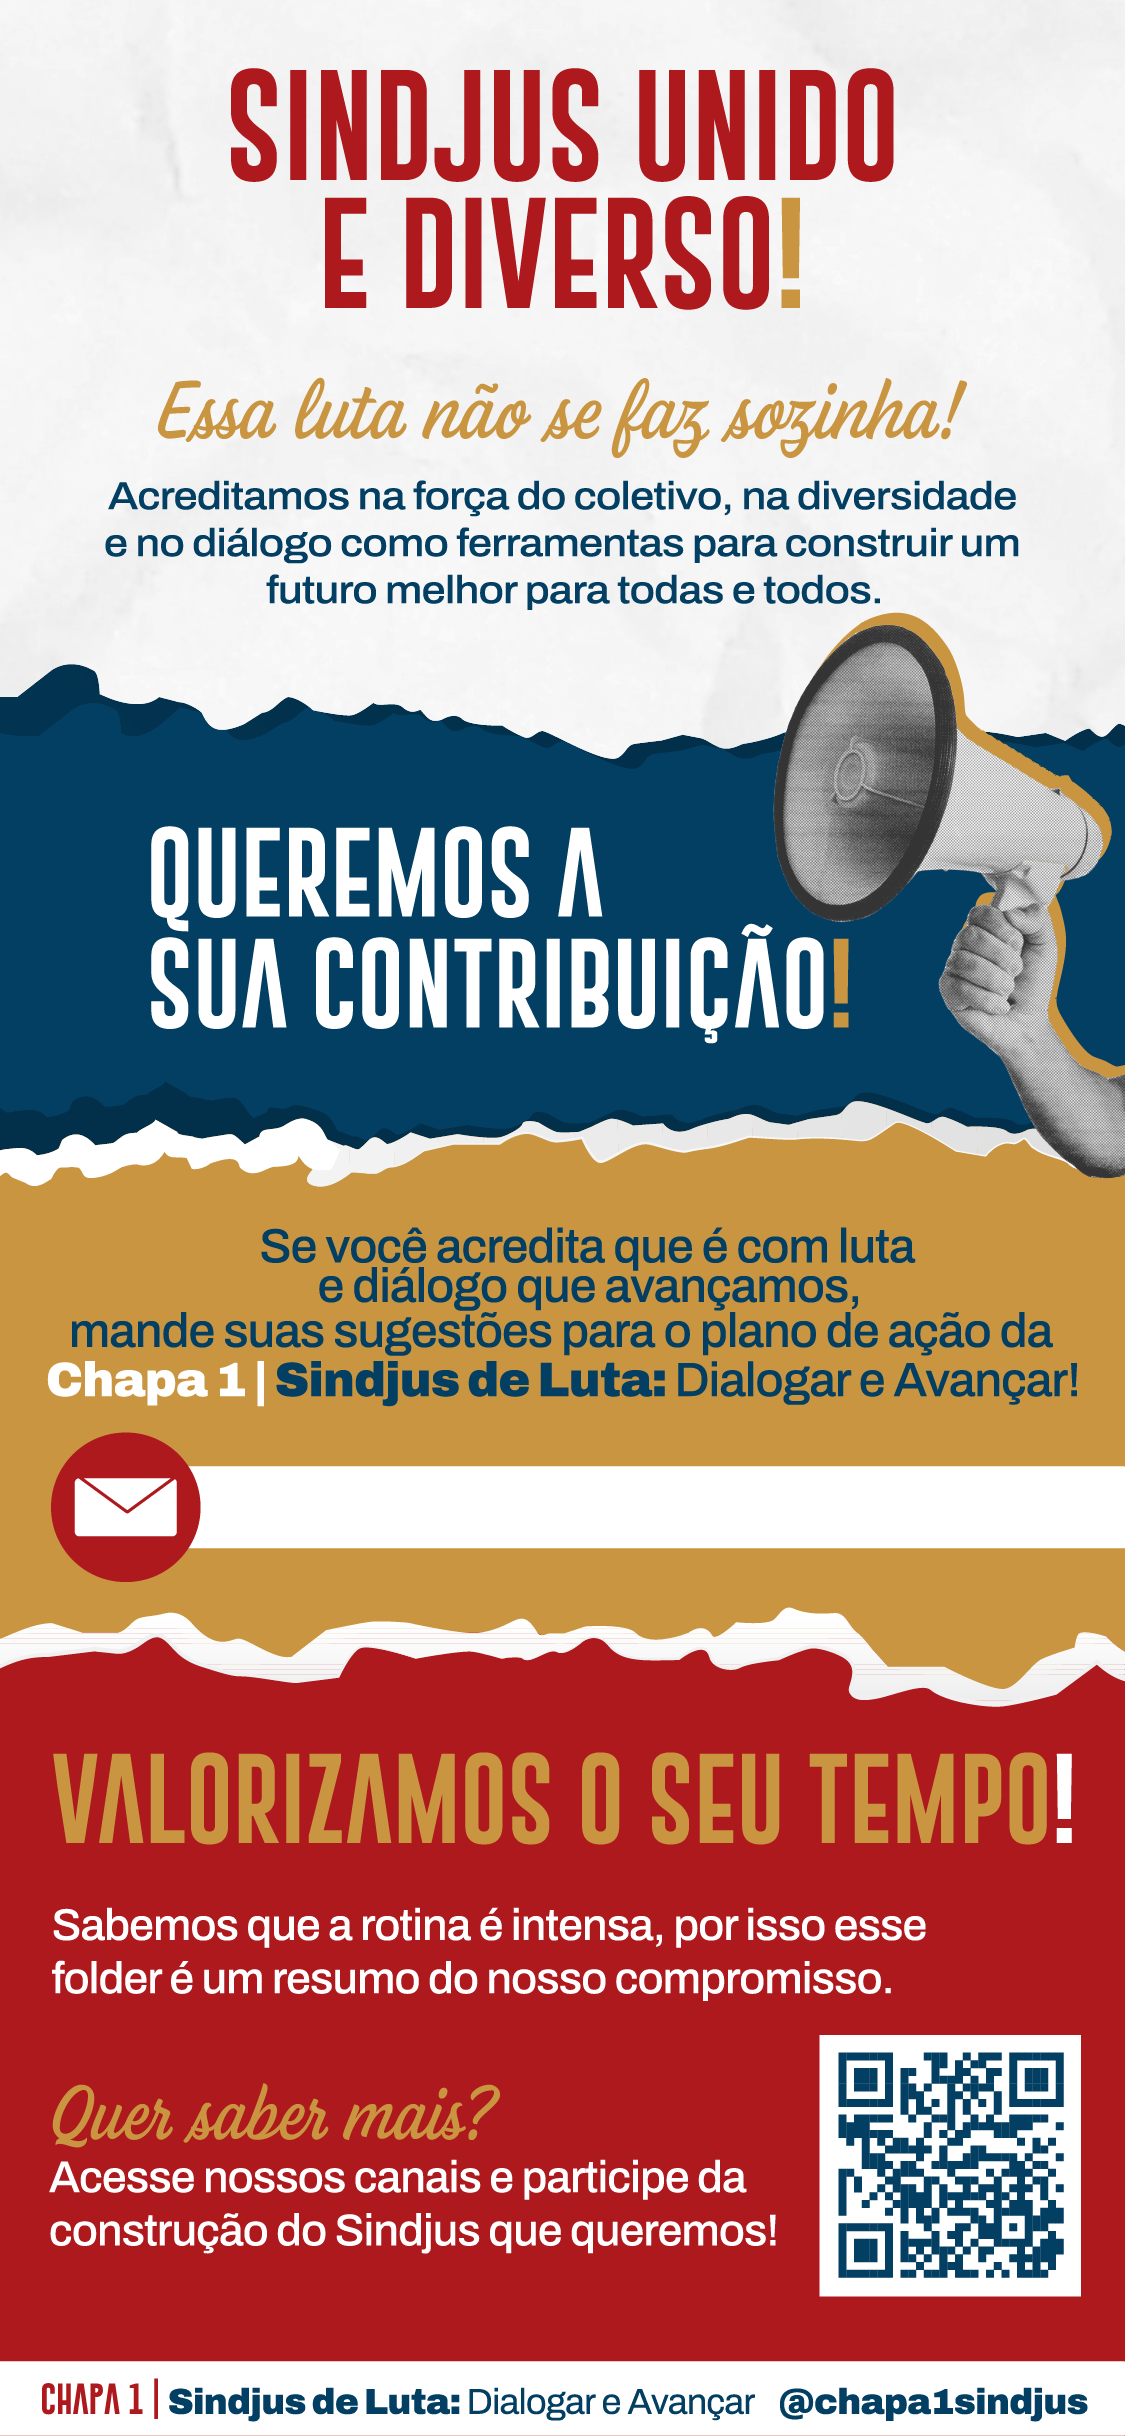 SINDJUS UNIDO
E DIVERSO!
Essa luta não se faz sozinha!
Acreditamos na força do coletivo, na diversidade
e no diálogo como ferramentas para construir um
futuro melhor para todas e todos.
QUEREMOS A
SUA CONTRIBUIÇÃO!
Se você acredita que é com luta
e diálogo que avançamos,
mande suas sugestões para o plano de ação da
Chapa 1 | Sindjus de Luta: Dialogar e Avançar!
VALORIZAMOS O SEU TEMPO!
Sabemos que a rotina é intensa, por isso esse
folder é um resumo do nosso compromisso.
Quer saber mais?
Acesse nossos canais e participe da
construção do Sindjus que queremos!
CHAPA 1 | Sindjus de Luta: Dialogar e Avançar @chapa1sindjus